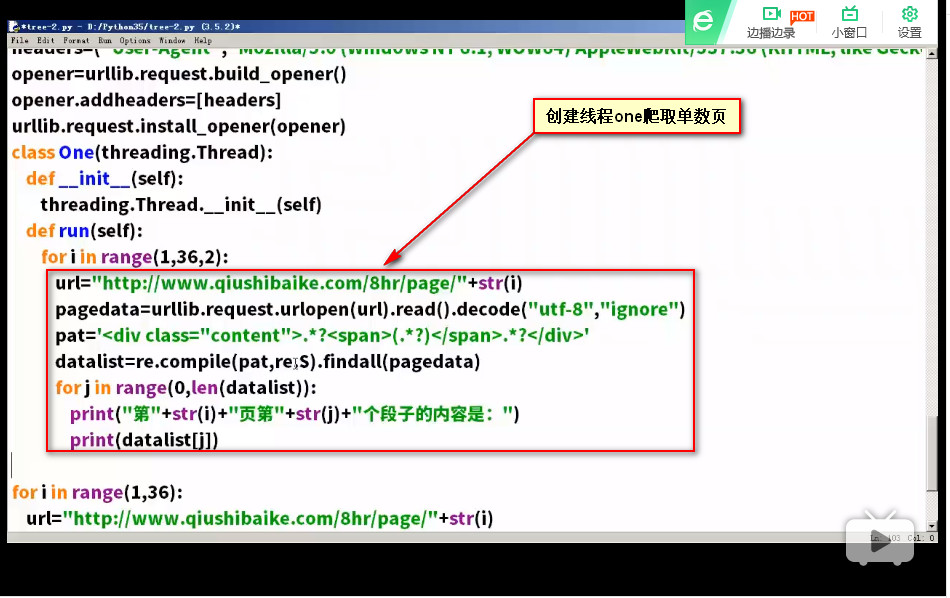 *tree-2.py - D:/Python35/tree-2.py (3.5.2)*
HOT
边播边录 小窗口 设置
File Edit Format Run Options Window Help
headers=("User-Agent","Mozilla/5.0 (Windows NT 6.1; WOW64) AppleWebKit/537.36 (KHTML, like Geck
opener=urllib.request.build_opener()
opener.addheaders=[headers]
urllib.request.install_opener(opener)
创建线程one爬取单数页
class One(threading.Thread):
def __init__(self):
threading.Thread.__init__(self)
def run(self):
for i in range(1,36,2):
url="http://www.qiushibaike.com/8hr/page/"+str(i)
pagedata=urllib.request.urlopen(url).read().decode("utf-8","ignore")
pat='<div class="content">.*?<span>(.*?)</span>.*?</div>'
datalist=re.compile(pat,re.S).findall(pagedata)
for j in range(0,len(datalist)):
print("第"+str(i)+"页第"+str(j)+"个段子的内容是：")
print(datalist[j])
for i in range(1,36):
url="http://www.qiushibaike.com/8hr/page/"+str(i)
Ln: 103 Col: 0